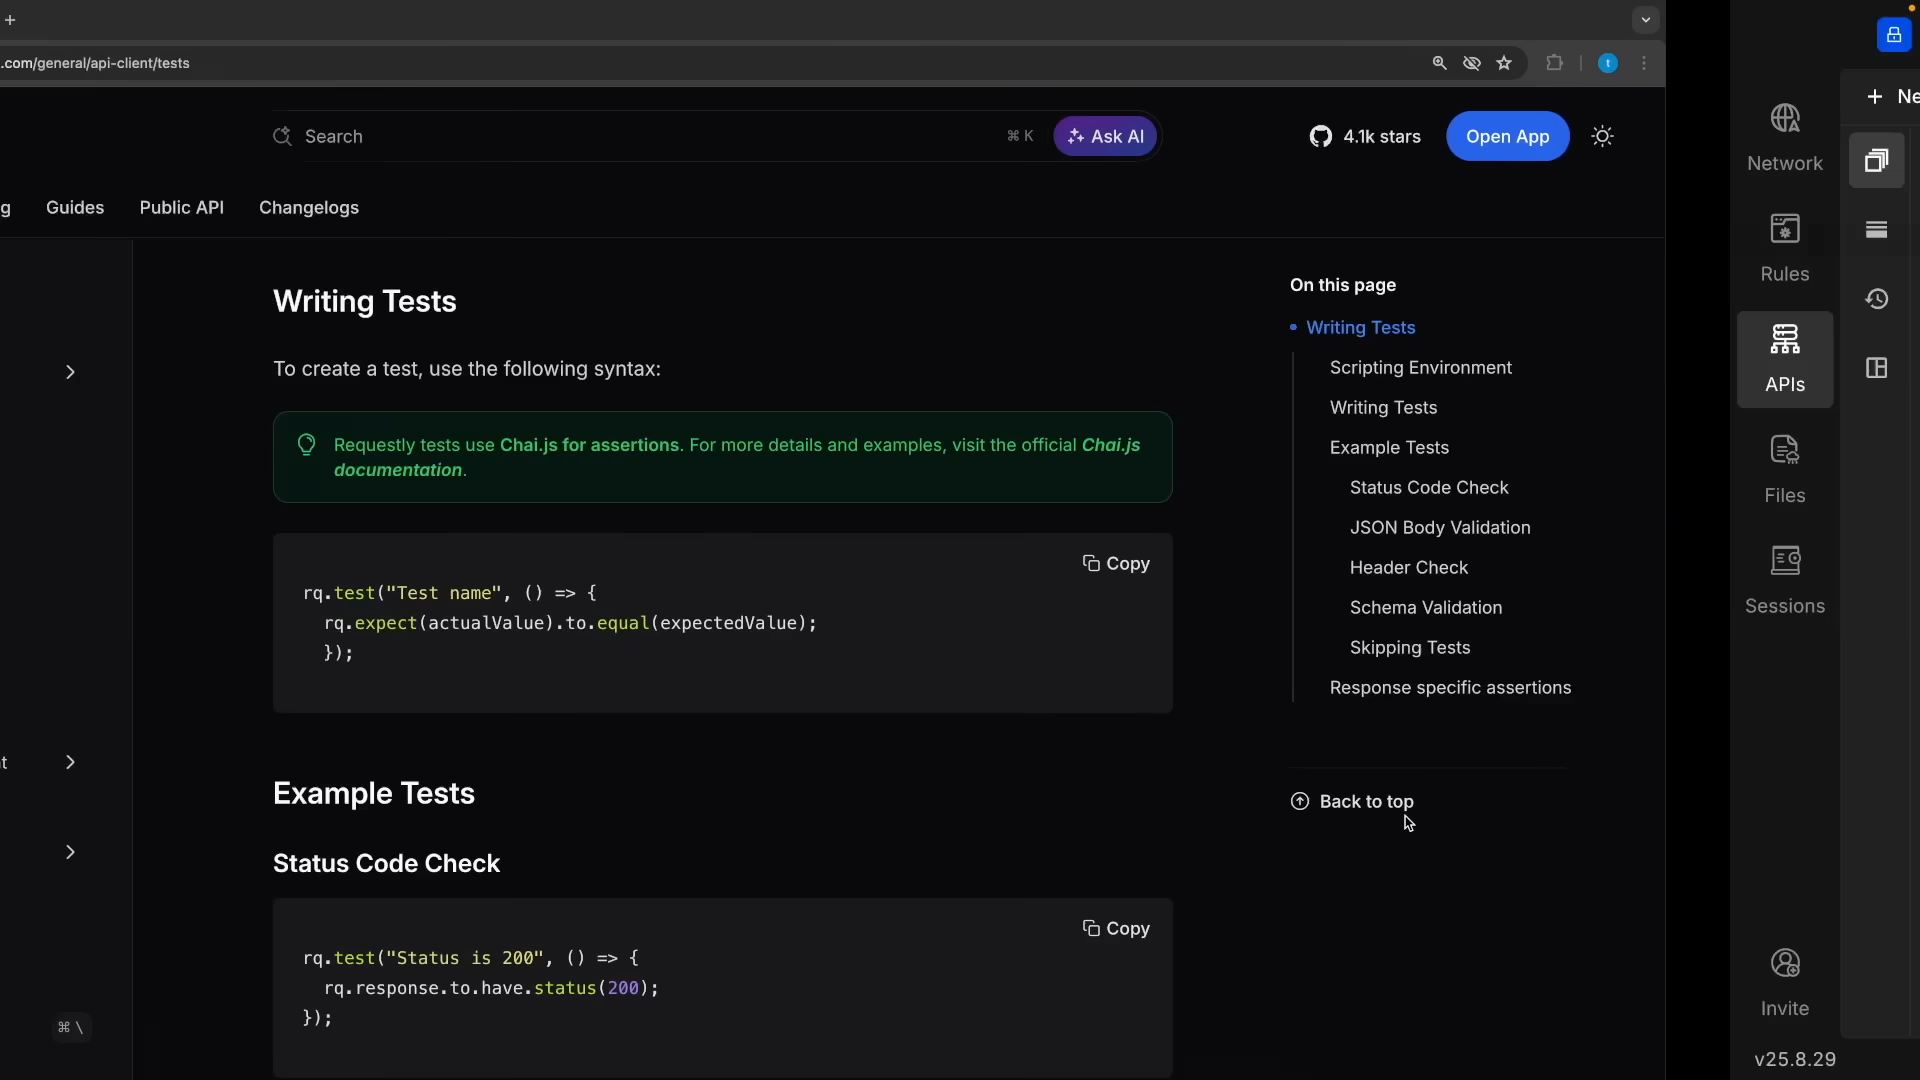 .com/general/api-client/tests
t
Search
⌘ K
Ask AI
4.1k stars
Open App
g
Guides
Public API
Changelogs
Writing Tests
To create a test, use the following syntax:
Requestly tests use Chai.js for assertions. For more details and examples, visit the official Chai.js
documentation.
Copy
rq.test("Test name", () => {
rq.expect(actualValue).to.equal(expectedValue);
});
Example Tests
Status Code Check
Copy
rq.test("Status is 200", () => {
rq.response.to.have.status(200);
});
t
⌘ \
On this page
Writing Tests
Scripting Environment
Writing Tests
Example Tests
Status Code Check
JSON Body Validation
Header Check
Schema Validation
Skipping Tests
Response specific assertions
Back to top
Network
Rules
APIs
Files
Sessions
Invite
v25.8.29
+ Ne